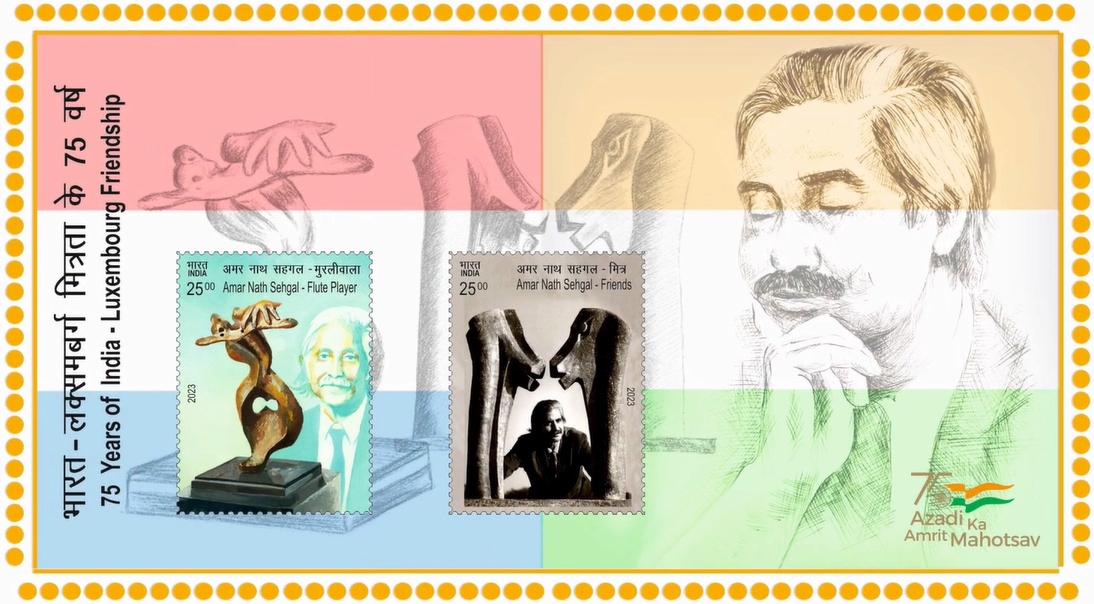 भारत - लक्समबर्ग मित्रता के 75 वर्ष
75 Years of India - Luxembourg Friendship
भारत
INDIA
25 00
अमर नाथ सहगल - मुरलीवाला
Amar Nath Sehgal - Flute Player
2023
भारत
INDIA
25 00
अमर नाथ सहगल - मित्र
Amar Nath Sehgal - Friends
2023
75
Azadi Ka
Amrit Mahotsav